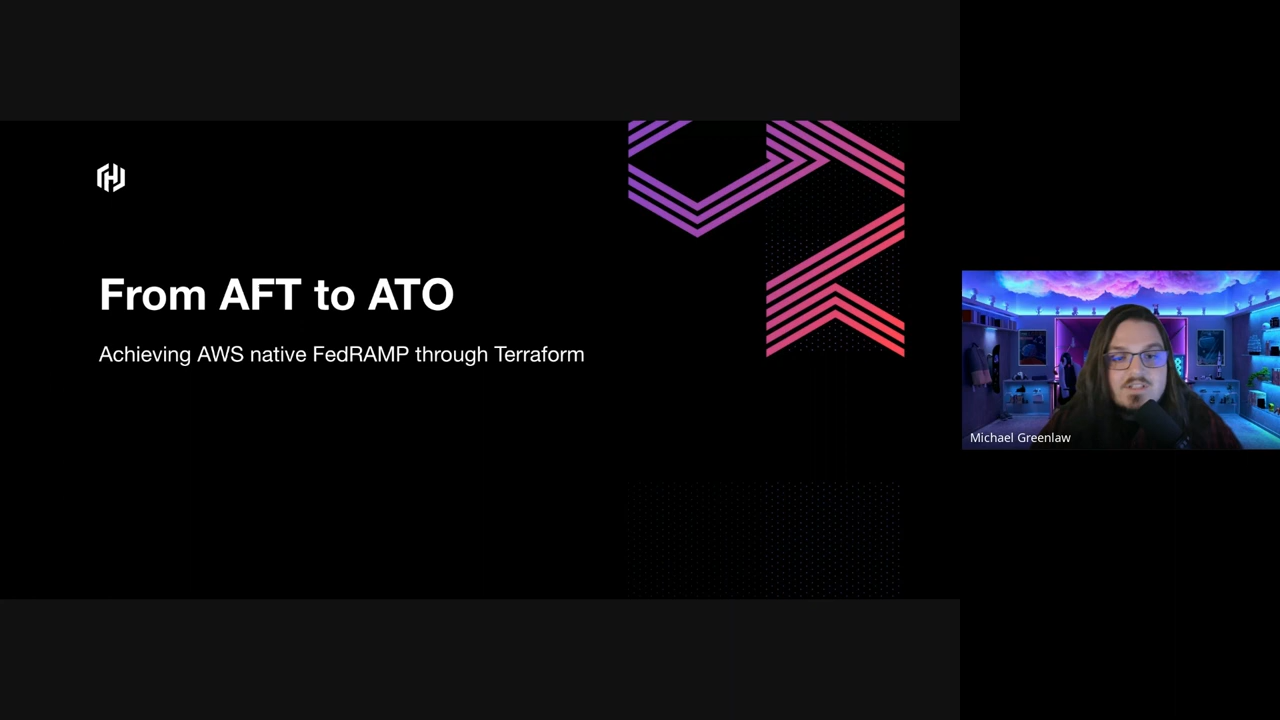 From AFT to ATO
Achieving AWS native FedRAMP through Terraform
Michael Greenlaw